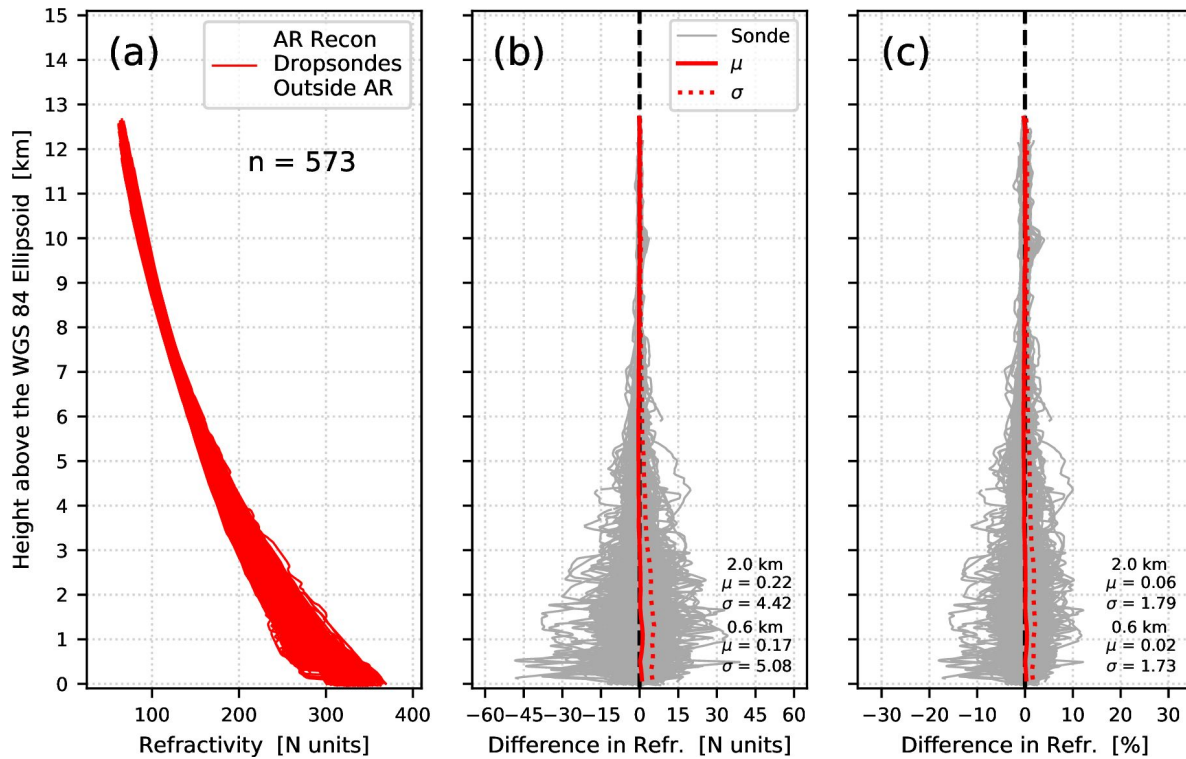 (a)
AR Recon
Dropsondes
Outside AR
n = 573
Height above the WGS 84 Ellipsoid [km]
15
14
13
12
11
10
9
8
7
6
5
4
3
2
1
0
100
200
300
400
Refractivity [N units]
(b)
Sonde
μ
σ
2.0 km
μ = 0.22
σ = 4.42
0.6 km
μ = 0.17
σ = 5.08
−60
−45
−30
−15
0
15
30
45
60
Difference in Refr. [N units]
(c)
2.0 km
μ = 0.06
σ = 1.79
0.6 km
μ = 0.02
σ = 1.73
−30
−20
−10
0
10
20
30
Difference in Refr. [%]